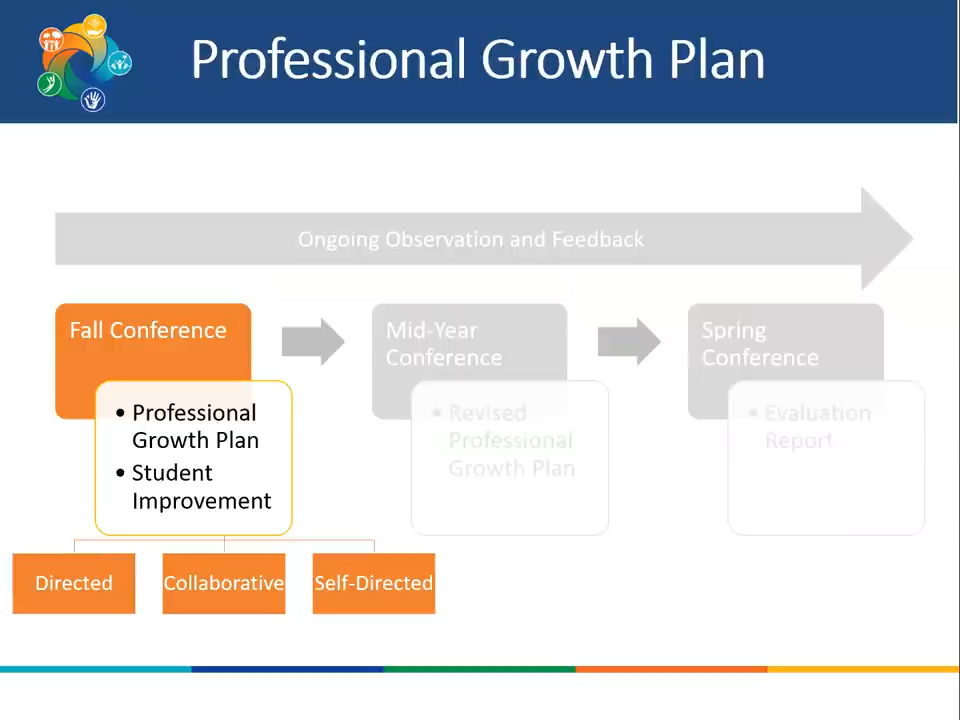 Professional Growth Plan
Ongoing Observation and Feedback
Fall Conference
• Professional
Growth Plan
• Student
Improvement
Mid-Year
Conference
• Revised
Professional
Growth Plan
Spring
Conference
• Evaluation
Report
Directed
Collaborative
Self-Directed